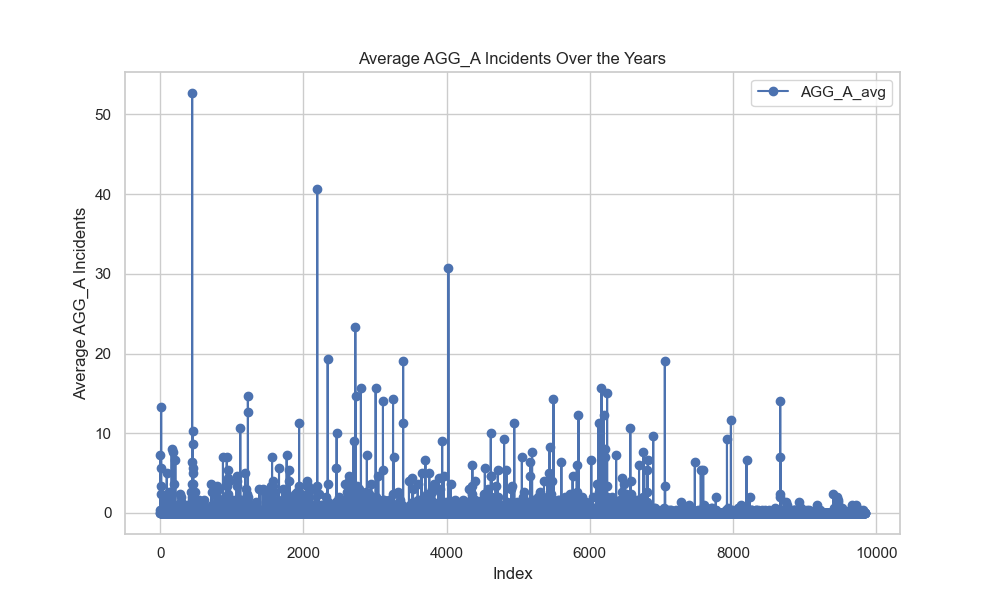 Average AGG_A Incidents Over the Years
AGG_A_avg
50
40
30
20
10
0
Average AGG_A Incidents
0 2000 4000 6000 8000 10000
Index